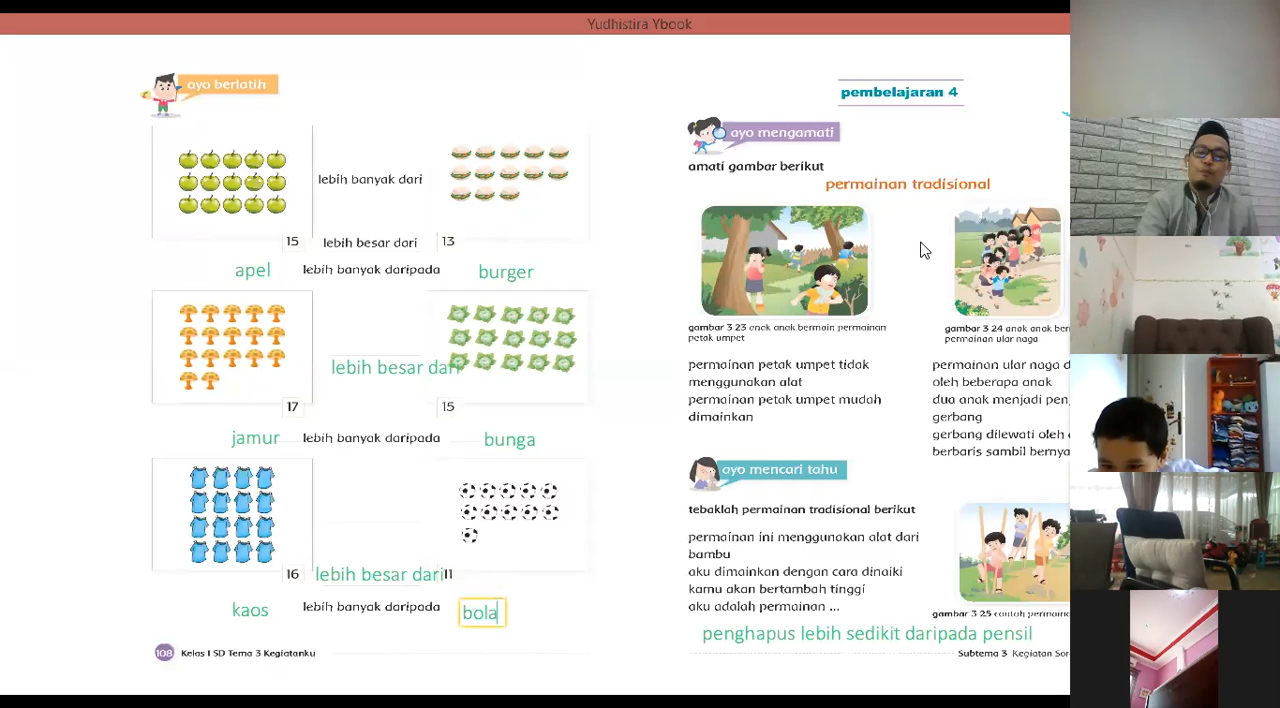 Yudhistira Ybook
ayo berlatih
lebih banyak dari
15 lebih besar dari 13
apel lebih banyak daripada burger
lebih besar dari
17 15
jamur lebih banyak daripada bunga
16 lebih besar dari 11
kaos lebih banyak daripada bola
108 Kelas I SD Tema 3 Kegiatanku
pembelajaran 4
ayo mengamati
amati gambar berikut
permainan tradisional
gambar 3 23 anak anak bermain permainan
petak umpet
permainan petak umpet tidak
menggunakan alat
permainan petak umpet mudah
dimainkan
gambar 3 24 anak anak ber
permainan ular naga
permainan ular naga d
oleh beberapa anak
dua anak menjadi pen
gerbang
gerbang dilewati oleh
berbaris sambil bernya
ayo mencari tahu
tebaklah permainan tradisional berikut
permainan ini menggunakan alat dari
bambu
aku dimainkan dengan cara dinaiki
kamu akan bertambah tinggi
aku adalah permainan ...
gambar 3 25 contoh permaina
penghapus lebih sedikit daripada pensil
Subtema 3 Kegiatan Sor